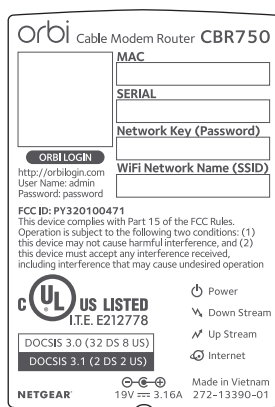 orbi Cable Modem Router CBR750
MAC
SERIAL
Network Key (Password)
WiFi Network Name (SSID)
ORBI LOGIN
http://orbilogin.com
User Name: admin
Password: password
FCC ID: PY320100471
This device complies with Part 15 of the FCC Rules.
Operation is subject to the following two conditions: (1)
this device may not cause harmful interference, and (2)
this device must accept any interference received,
including interference that may cause undesired operation
C UL US LISTED
I.T.E. E212778
Power
Down Stream
Up Stream
Internet
DOCSIS 3.0 (32 DS 8 US)
DOCSIS 3.1 (2 DS 2 US)
NETGEAR
19V 3.16A
Made in Vietnam
272-13390-01